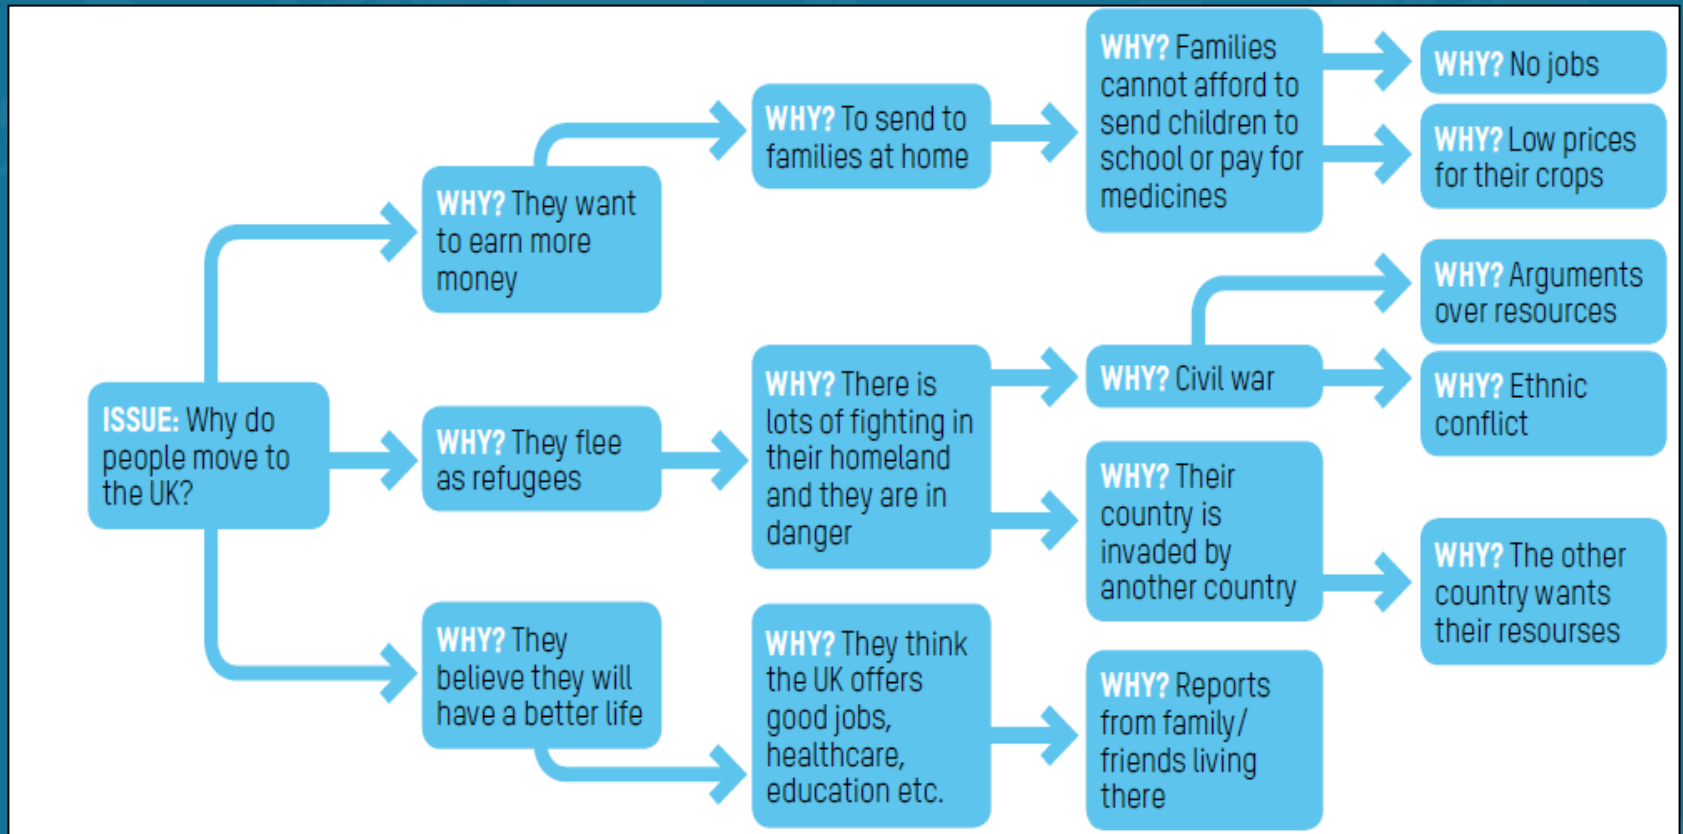 ISSUE: Why do
people move to
the UK?
WHY? They want
to earn more
money
WHY? To send to
families at home
WHY? Families
cannot afford to
send children to
school or pay for
medicines
WHY? No jobs
WHY? Low prices
for their crops
WHY? They flee
as refugees
WHY? There is
lots of fighting in
their homeland
and they are in
danger
WHY? Civil war
WHY? Arguments
over resources
WHY? Ethnic
conflict
WHY? Their
country is
invaded by
another country
WHY? The other
country wants
their resourses
WHY? They
believe they will
have a better life
WHY? They think
the UK offers
good jobs,
healthcare,
education etc.
WHY? Reports
from family/
friends living
there